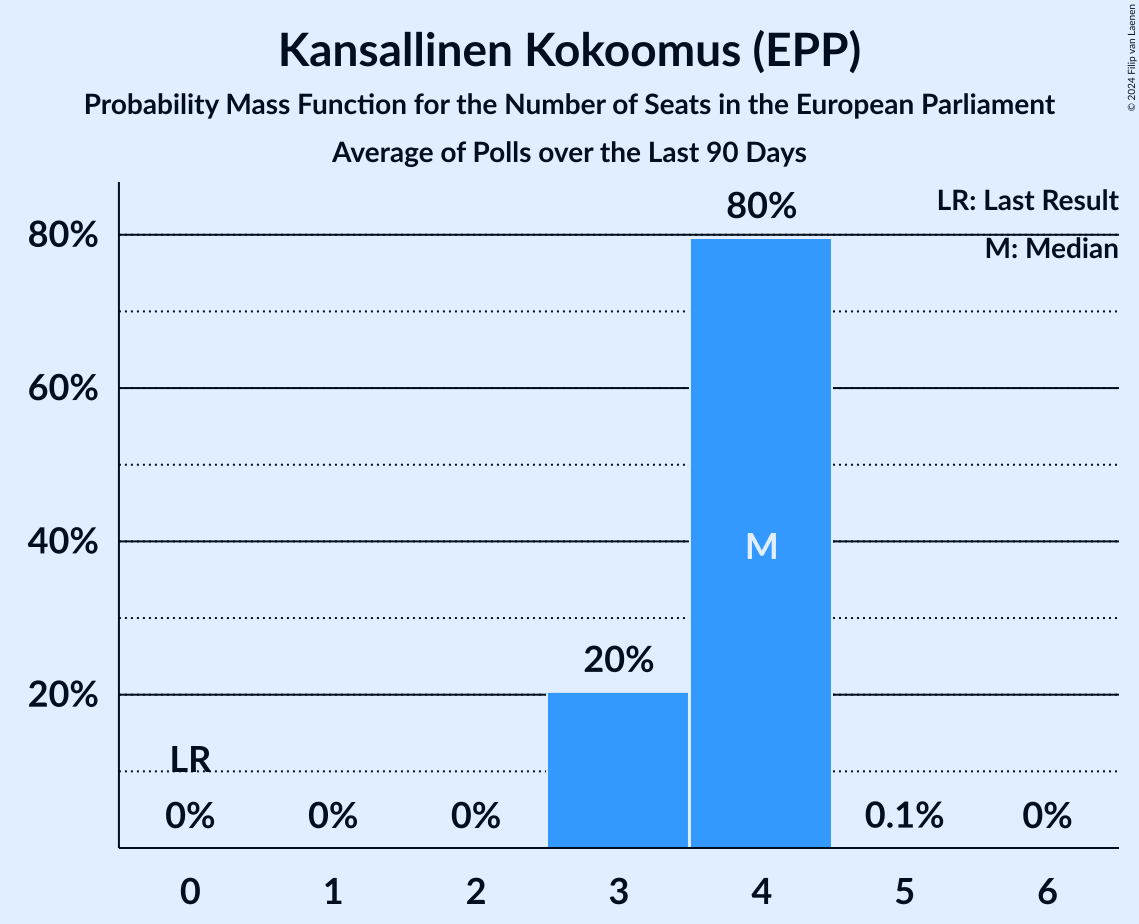 Kansallinen Kokoomus (EPP)
Probability Mass Function for the Number of Seats in the European Parliament
Average of Polls over the Last 90 Days
© 2024 Filip van Laenen
LR: Last Result
M: Median
80%
80%
60%
40%
M
20%
20%
LR
0%
0%
0%
0.1%
0%
0
1
2
3
4
5
6